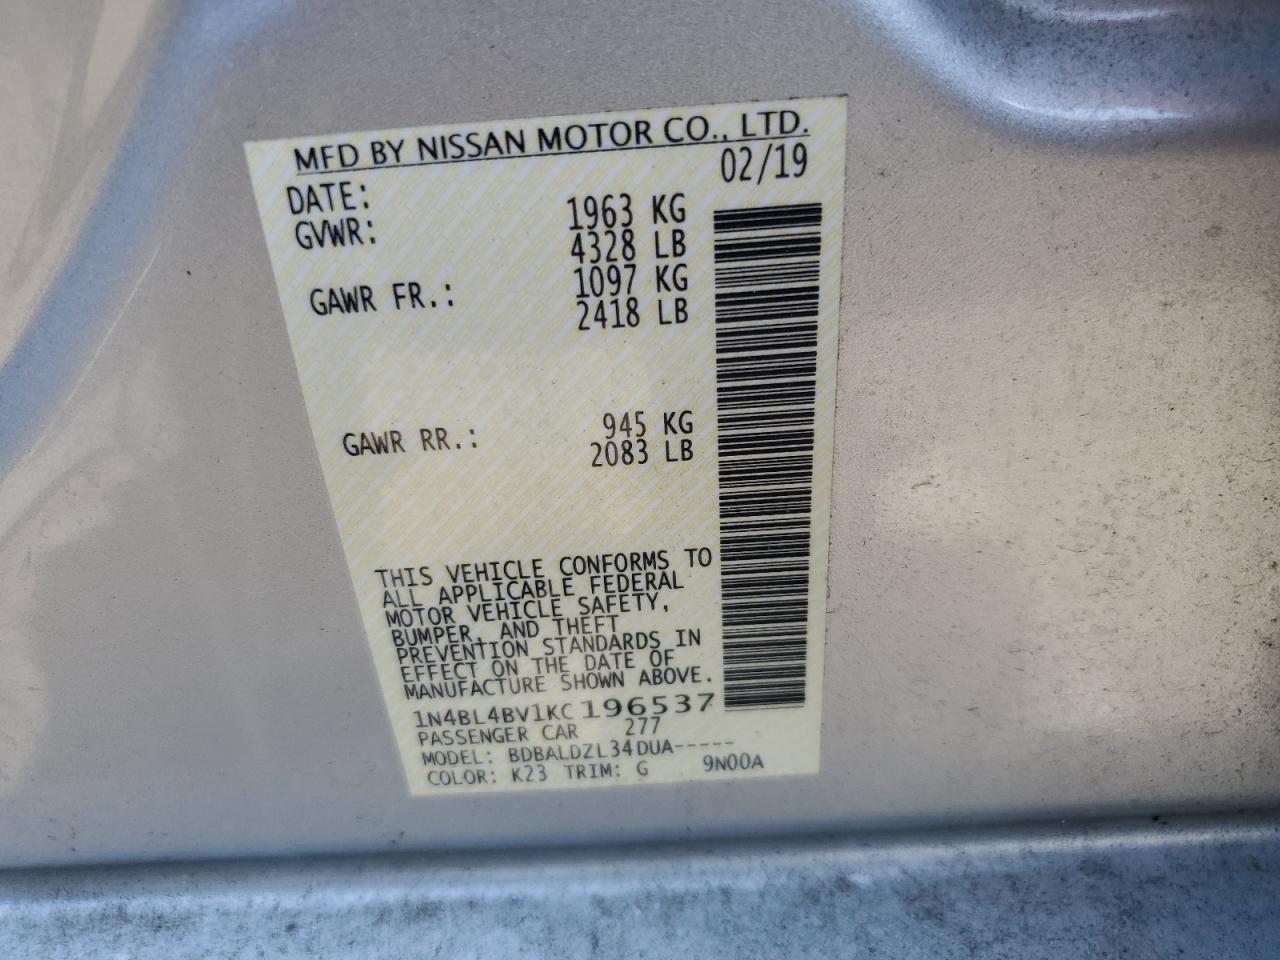 MFD BY NISSAN MOTOR CO., LTD.
DATE: 02/19
GVWR: 1963 KG
4328 LB
GAWR FR.: 1097 KG
2418 LB
GAWR RR.: 945 KG
2083 LB
THIS VEHICLE CONFORMS TO
ALL APPLICABLE FEDERAL
MOTOR VEHICLE SAFETY,
BUMPER, AND THEFT
PREVENTION STANDARDS IN
EFFECT ON THE DATE OF
MANUFACTURE SHOWN ABOVE.
1N4BL4BV1KC196537
PASSENGER CAR 277
MODEL: BDBALDZL34DUA-----
COLOR: K23 TRIM: G 9N00A